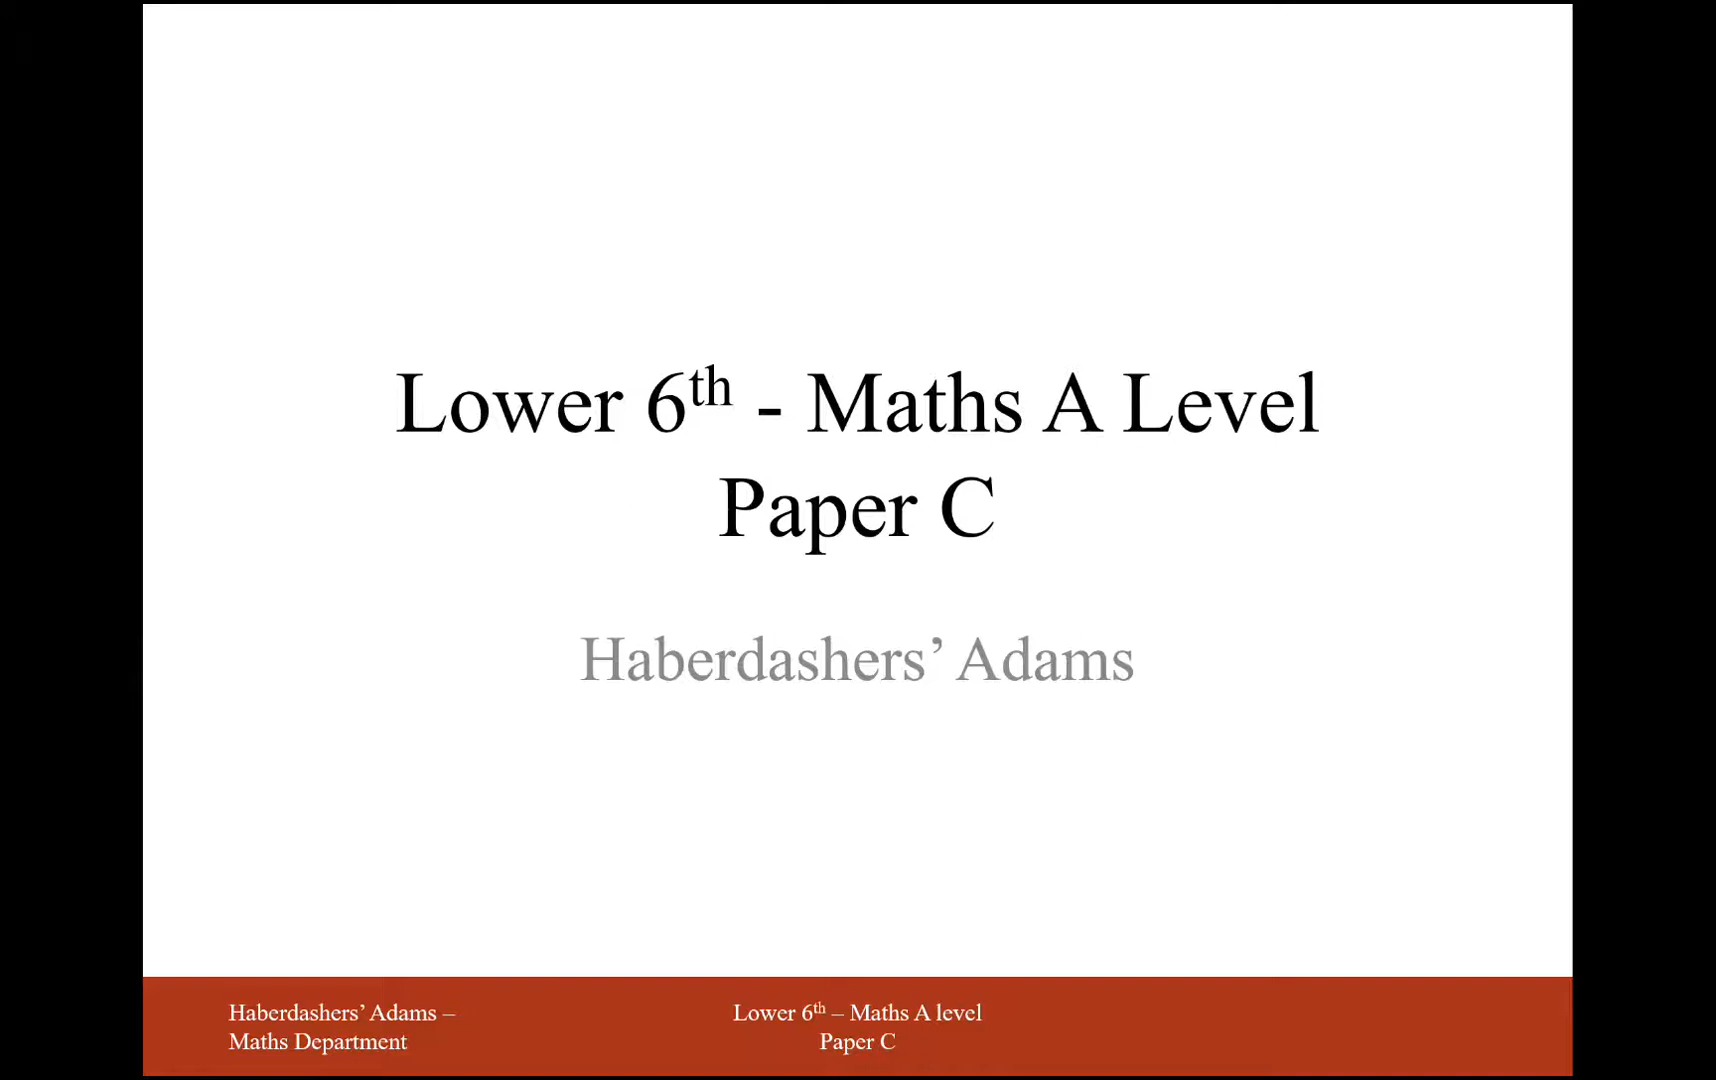 Lower 6th - Maths A Level
Paper C
Haberdashers’ Adams
Haberdashers’ Adams –
Maths Department
Lower 6th – Maths A level
Paper C